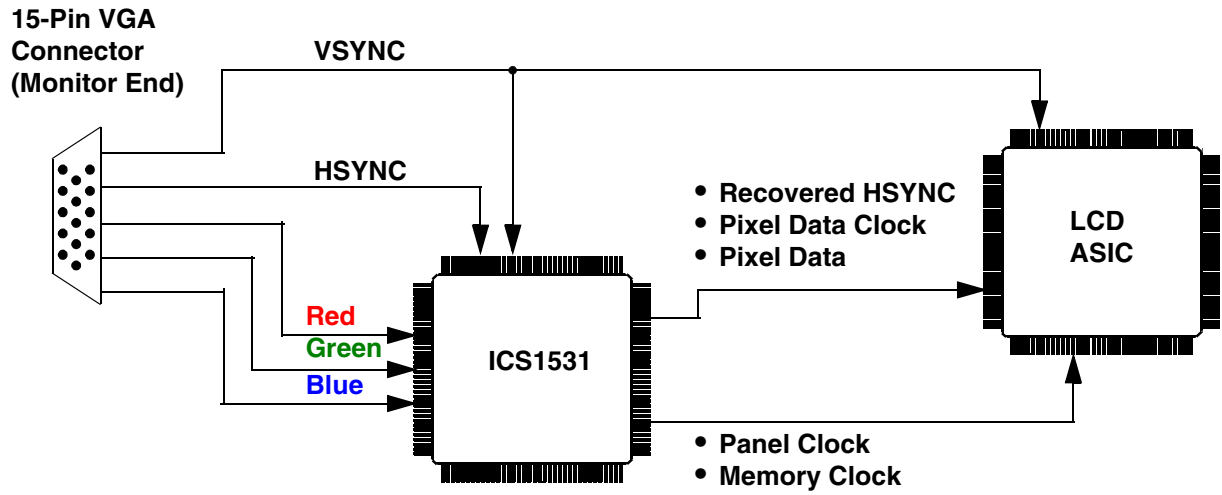 15-Pin VGA
Connector
(Monitor End)
VSYNC
HSYNC
• Recovered HSYNC
• Pixel Data Clock
• Pixel Data
LCD
ASIC
Red
Green
Blue
ICS1531
• Panel Clock
• Memory Clock